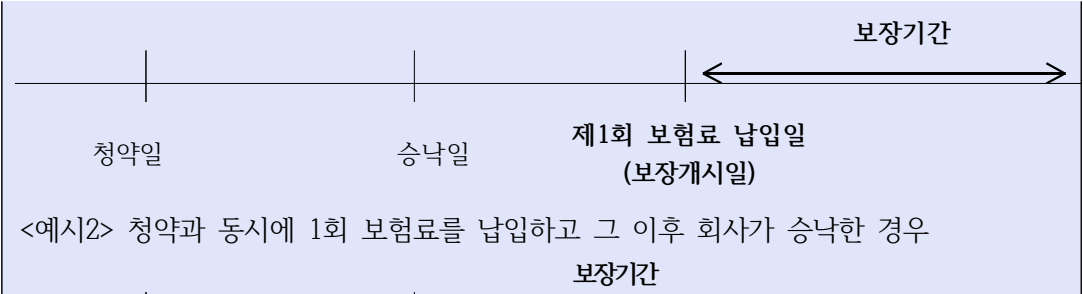 보장기간
청약일 승낙일 제1회 보험료 납입일
(보장개시일)
<예시2> 청약과 동시에 1회 보험료를 납입하고 그 이후 회사가 승낙한 경우
보장기간